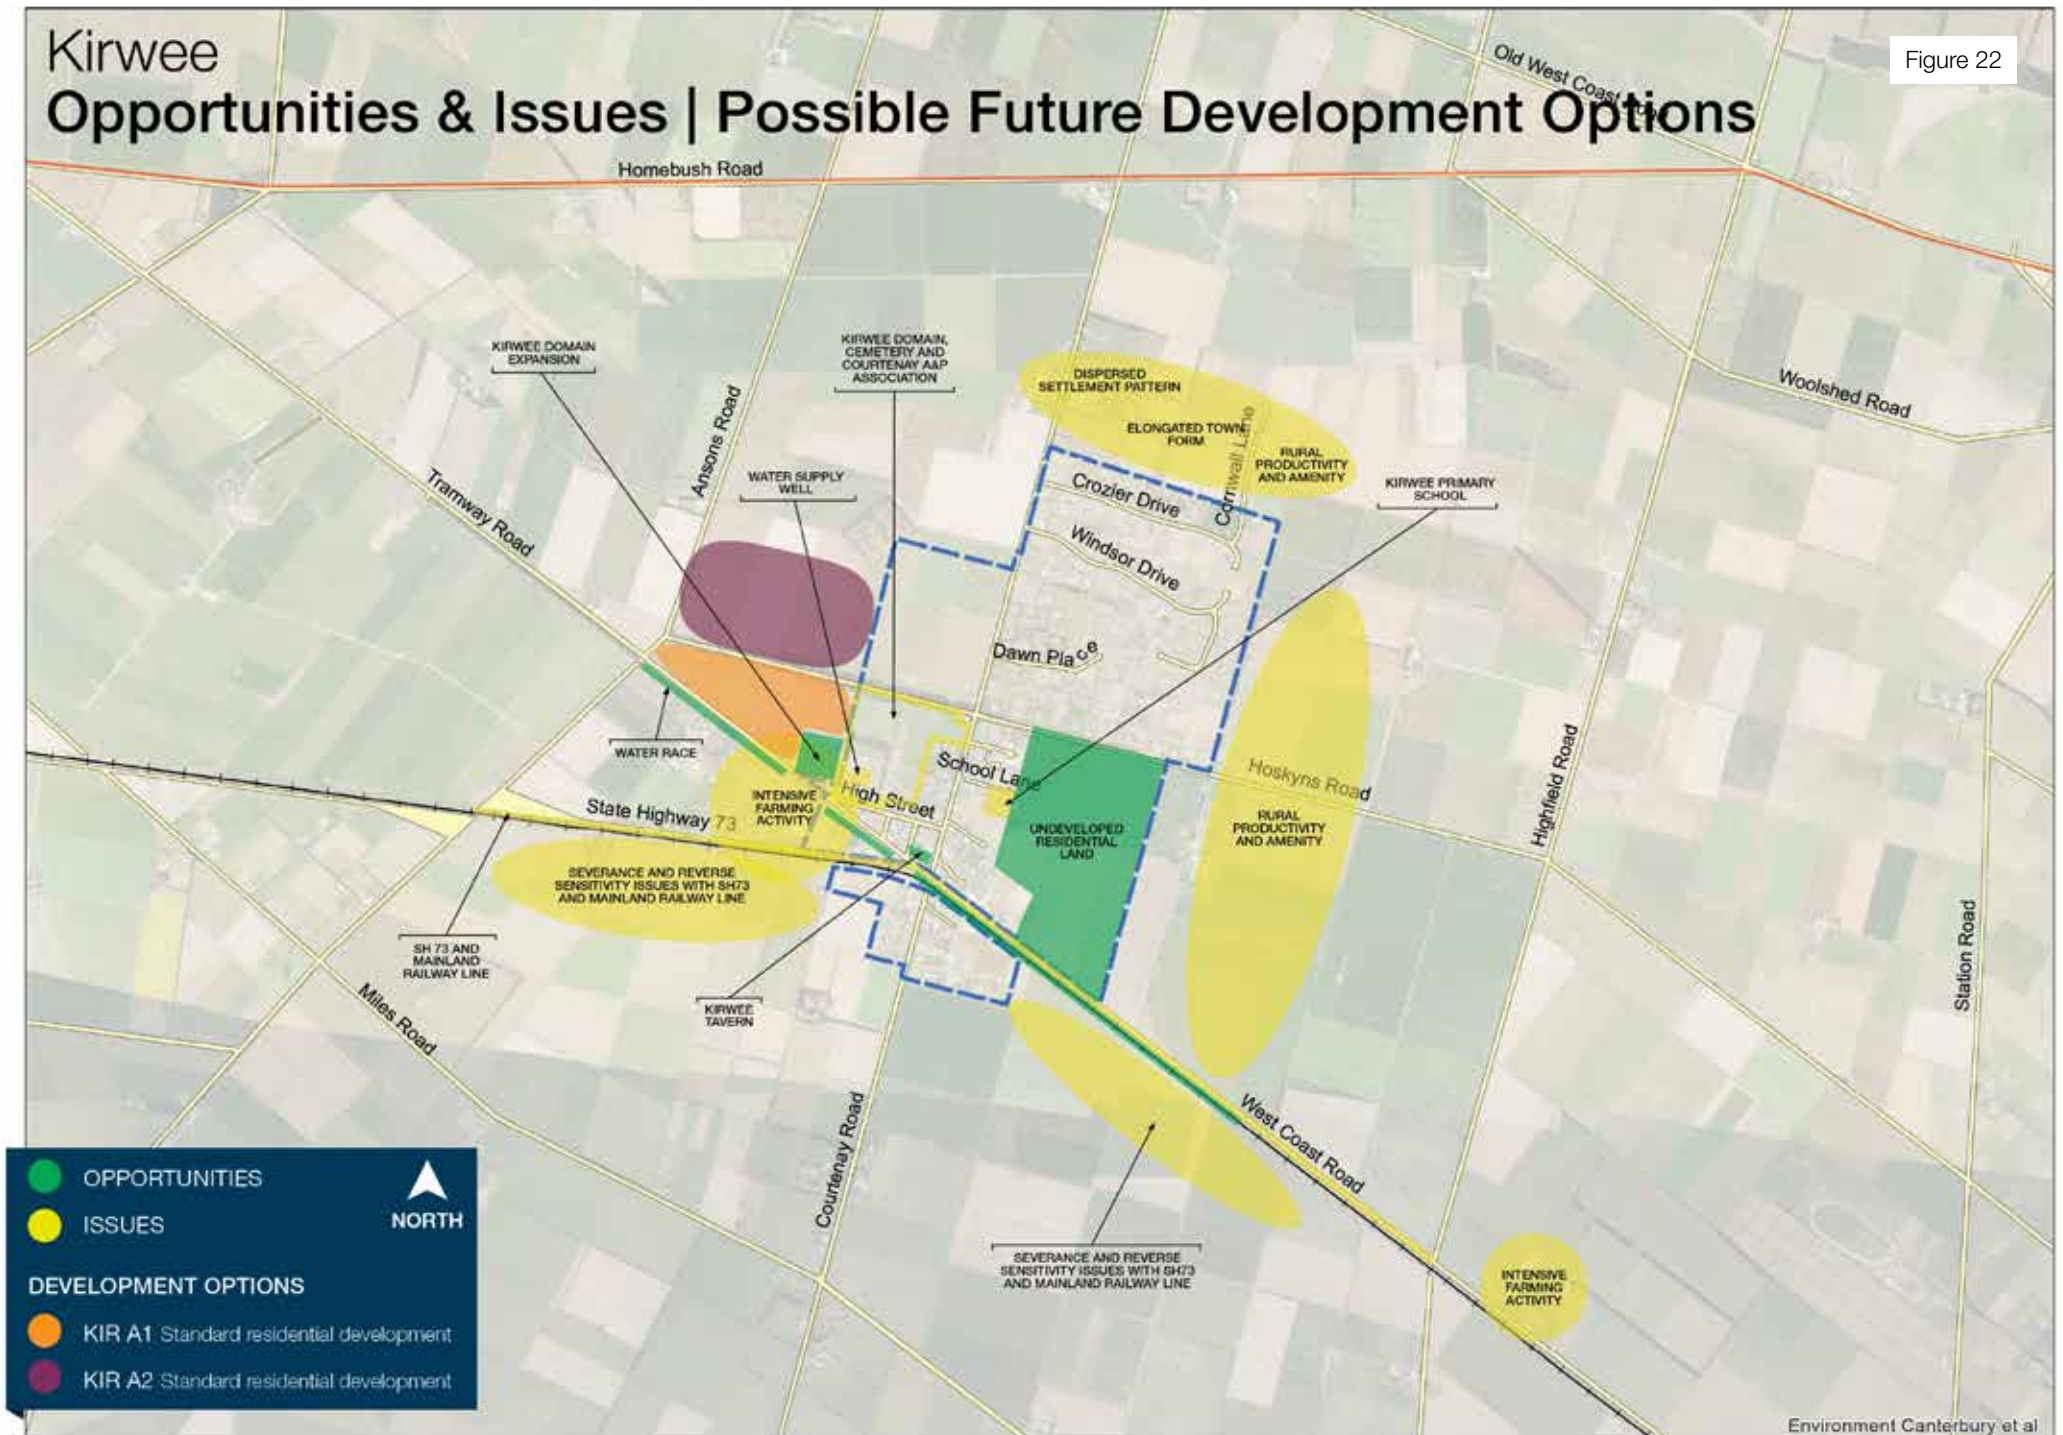 Kirwee
Opportunities & Issues | Possible Future Development Options
Figure 22
Old West Coast
Homebush Road
KIRWEE DOMAIN
EXPANSION
KIRWEE DOMAIN,
CEMETERY AND
COURTENAY A&P
ASSOCIATION
DISPERSED
SETTLEMENT PATTERN
ELONGATED TOWN
FORM
RURAL
PRODUCTIVITY
AND AMENITY
Woolshed Road
Ansons Road
Cornwall Lane
WATER SUPPLY
WELL
KIRWEE PRIMARY
SCHOOL
Tramway Road
Crozier Drive
Windsor Drive
Dawn Place
WATER RACE
School Lane
Hoskyns Road
Highfield Road
State Highway 73
INTENSIVE
FARMING
ACTIVITY
High Street
UNDEVELOPED
RESIDENTIAL
LAND
RURAL
PRODUCTIVITY
AND AMENITY
SEVERANCE AND REVERSE
SENSITIVITY ISSUES WITH SH73
AND MAINLAND RAILWAY LINE
SH 73 AND
MAINLAND
RAILWAY LINE
KIRWEE
TAVERN
Miles Road
Station Road
Courtenay Road
West Coast Road
SEVERANCE AND REVERSE
SENSITIVITY ISSUES WITH SH73
AND MAINLAND RAILWAY LINE
INTENSIVE
FARMING
ACTIVITY
OPPORTUNITIES
ISSUES
NORTH
DEVELOPMENT OPTIONS
KIR A1 Standard residential development
KIR A2 Standard residential development
Environment Canterbury et al